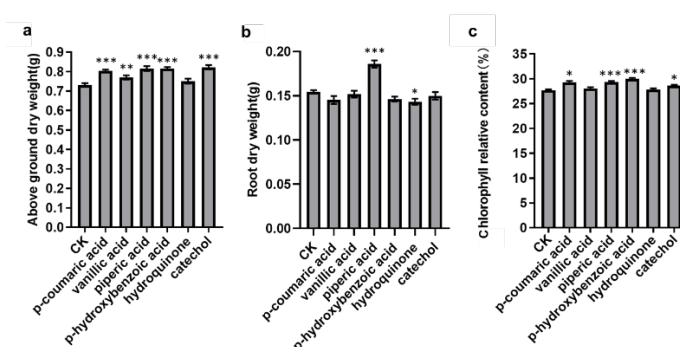 a
Above ground dry weight(g)
0.9
0.8
0.7
0.6
0.5
0.4
0.3
0.2
0.1
0.0
***
**
***
***
***
CK
p-coumaric acid
vanillic acid
piperic acid
p-hydroxybenzoic acid
hydroquinone
catechol
b
Root dry weight(g)
0.20
0.15
0.10
0.05
0.00
***
*
CK
p-coumaric acid
vanillic acid
piperic acid
p-hydroxybenzoic acid
hydroquinone
catechol
c
Chlorophyll relative content(%)
35
30
25
20
15
10
5
0
*
***
***
*
CK
p-coumaric acid
vanillic acid
piperic acid
p-hydroxybenzoic acid
hydroquinone
catechol